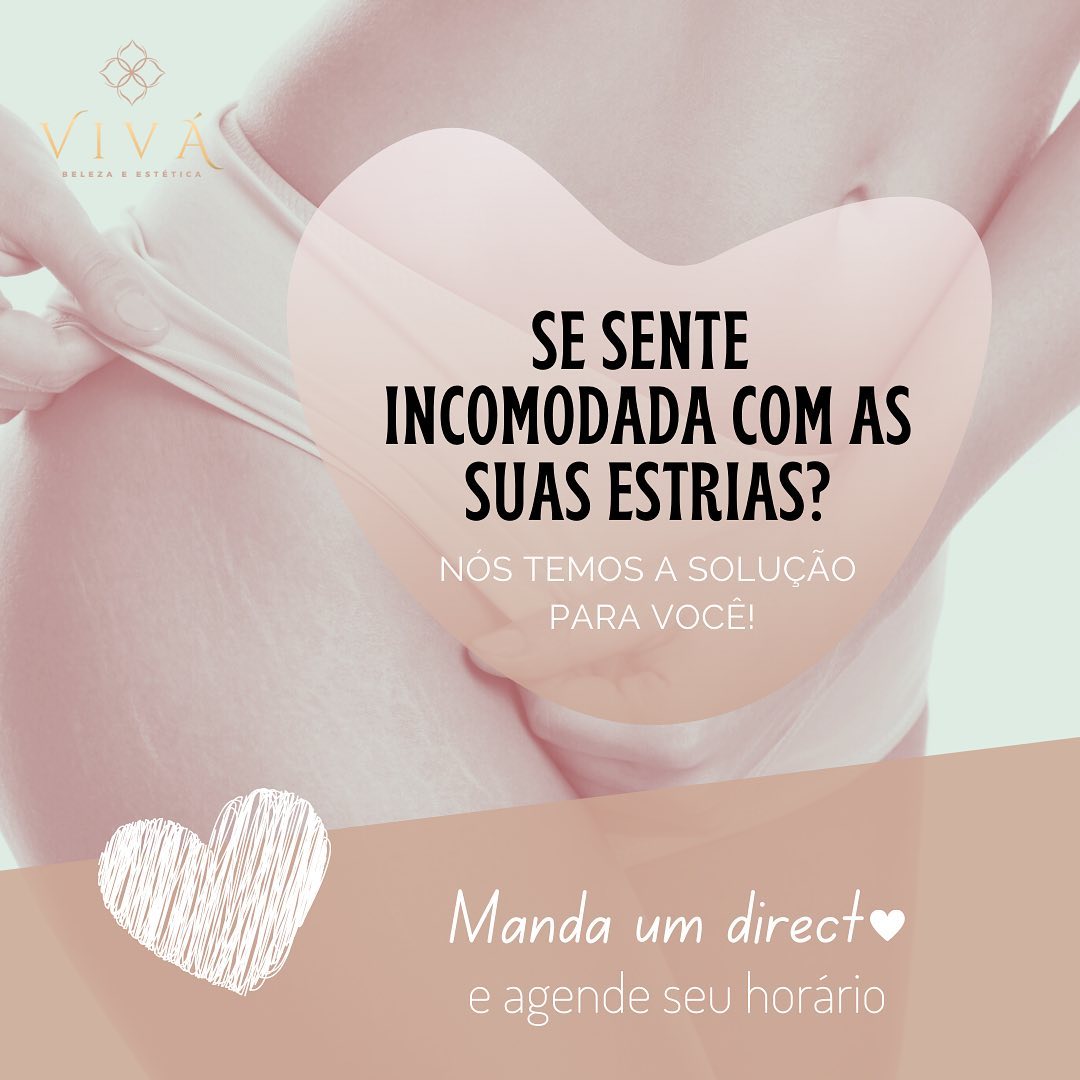 VIVÁ
BELEZA E ESTÉTICA
SE SENTE
INCOMODADA COM AS
SUAS ESTRIAS?
NÓS TEMOS A SOLUÇÃO
PARA VOCÊ!
Manda um direct
e agende seu horário